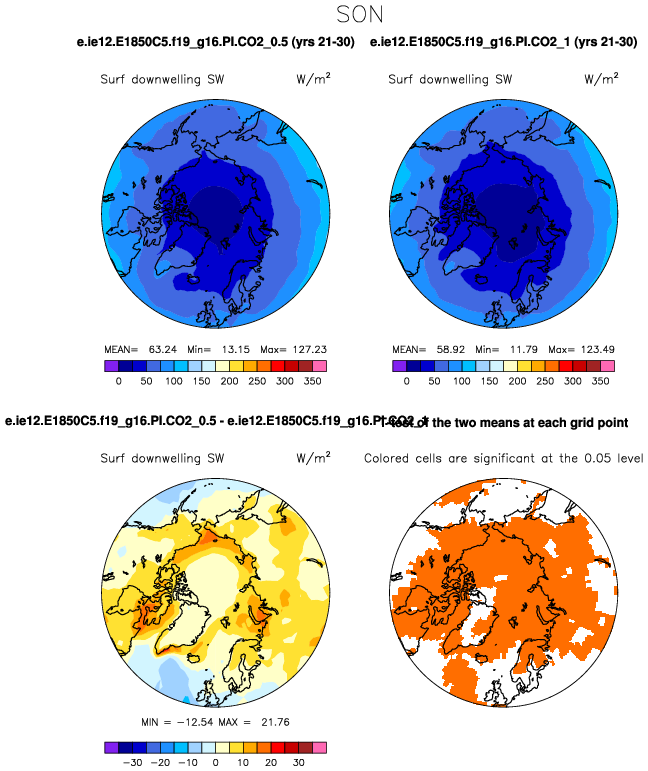 SON
e.ie12.E1850C5.f19_g16.PI.CO2_0.5 (yrs 21-30)
e.ie12.E1850C5.f19_g16.PI.CO2_1 (yrs 21-30)
Surf downwelling SW W/m²
Surf downwelling SW W/m²
MEAN= 63.24 Min= 13.15 Max= 127.23
MEAN= 58.92 Min= 11.79 Max= 123.49
0 50 100 150 200 250 300 350
0 50 100 150 200 250 300 350
e.ie12.E1850C5.f19_g16.PI.CO2_0.5 - e.ie12.E1850C5.f19_g16.PI.CO2_1
T-test of the two means at each grid point
Surf downwelling SW W/m²
Colored cells are significant at the 0.05 level
MIN = −12.54 MAX = 21.76
−30 −20 −10 0 10 20 30